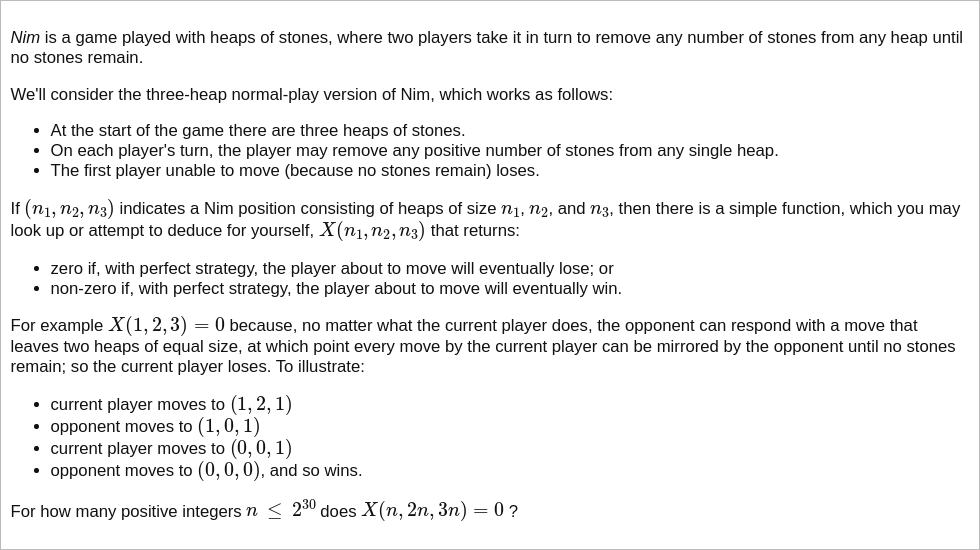 Nim is a game played with heaps of stones, where two players take it in turn to remove any number of stones from any heap until
no stones remain.
We'll consider the three-heap normal-play version of Nim, which works as follows:
• At the start of the game there are three heaps of stones.
• On each player's turn, the player may remove any positive number of stones from any single heap.
• The first player unable to move (because no stones remain) loses.
If (n₁, n₂, n₃) indicates a Nim position consisting of heaps of size n₁, n₂, and n₃, then there is a simple function, which you may
look up or attempt to deduce for yourself, X(n₁, n₂, n₃) that returns:
• zero if, with perfect strategy, the player about to move will eventually lose; or
• non-zero if, with perfect strategy, the player about to move will eventually win.
For example X(1, 2, 3) = 0 because, no matter what the current player does, the opponent can respond with a move that
leaves two heaps of equal size, at which point every move by the current player can be mirrored by the opponent until no stones
remain; so the current player loses. To illustrate:
• current player moves to (1, 2, 1)
• opponent moves to (1, 0, 1)
• current player moves to (0, 0, 1)
• opponent moves to (0, 0, 0), and so wins.
For how many positive integers n ≤ 2³⁰ does X(n, 2n, 3n) = 0 ?